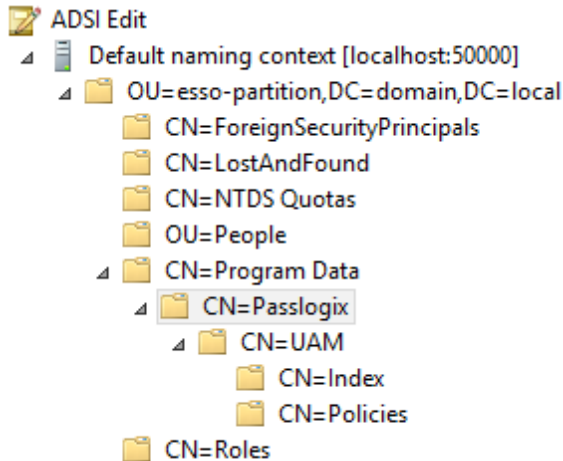 ADSI Edit
Default naming context [localhost:50000]
OU=esso-partition,DC=domain,DC=local
CN=ForeignSecurityPrincipals
CN=LostAndFound
CN=NTDS Quotas
OU=People
CN=Program Data
CN=Passlogix
CN=UAM
CN=Index
CN=Policies
CN=Roles